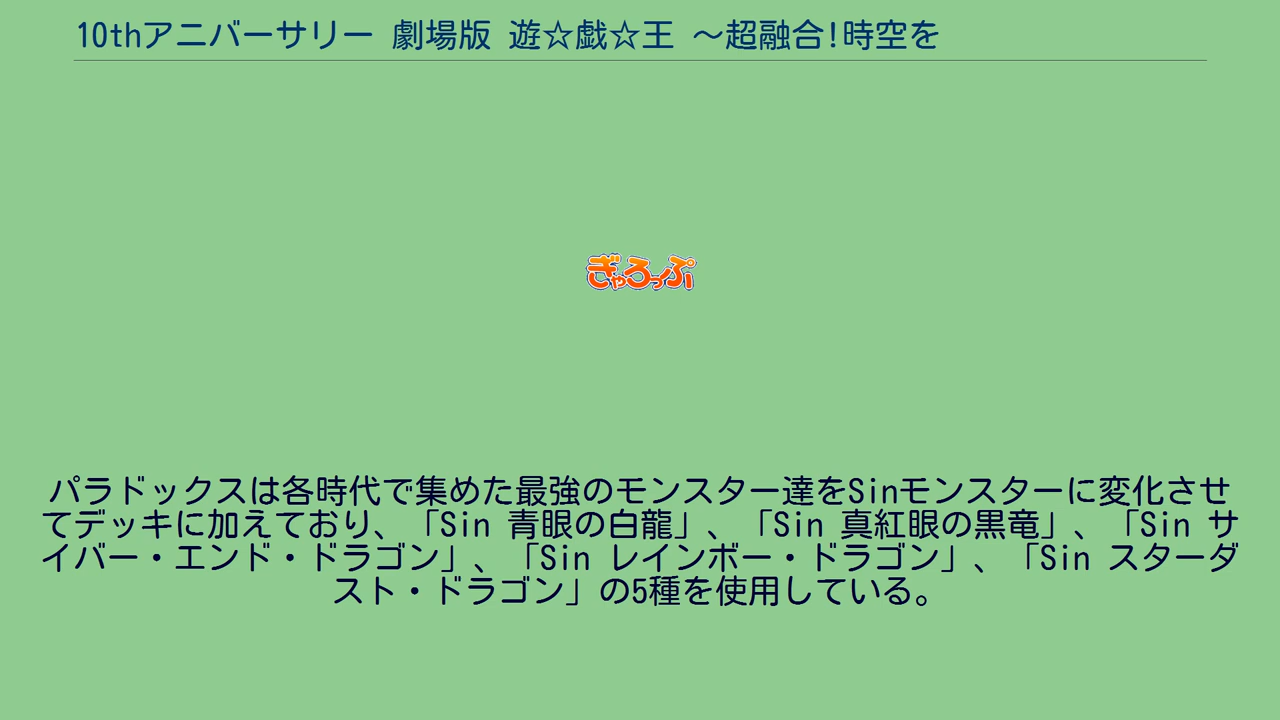 10thアニバーサリー 劇場版 遊☆戯☆王 〜超融合!時空を
ぎゃろっぷ
パラドックスは各時代で集めた最強のモンスター達をSinモンスターに変化させ
てデッキに加えており、「Sin 青眼の白龍」、「Sin 真紅眼の黒竜」、「Sin サ
イバー・エンド・ドラゴン」、「Sin レインボー・ドラゴン」、「Sin スターダ
スト・ドラゴン」の5種を使用している。